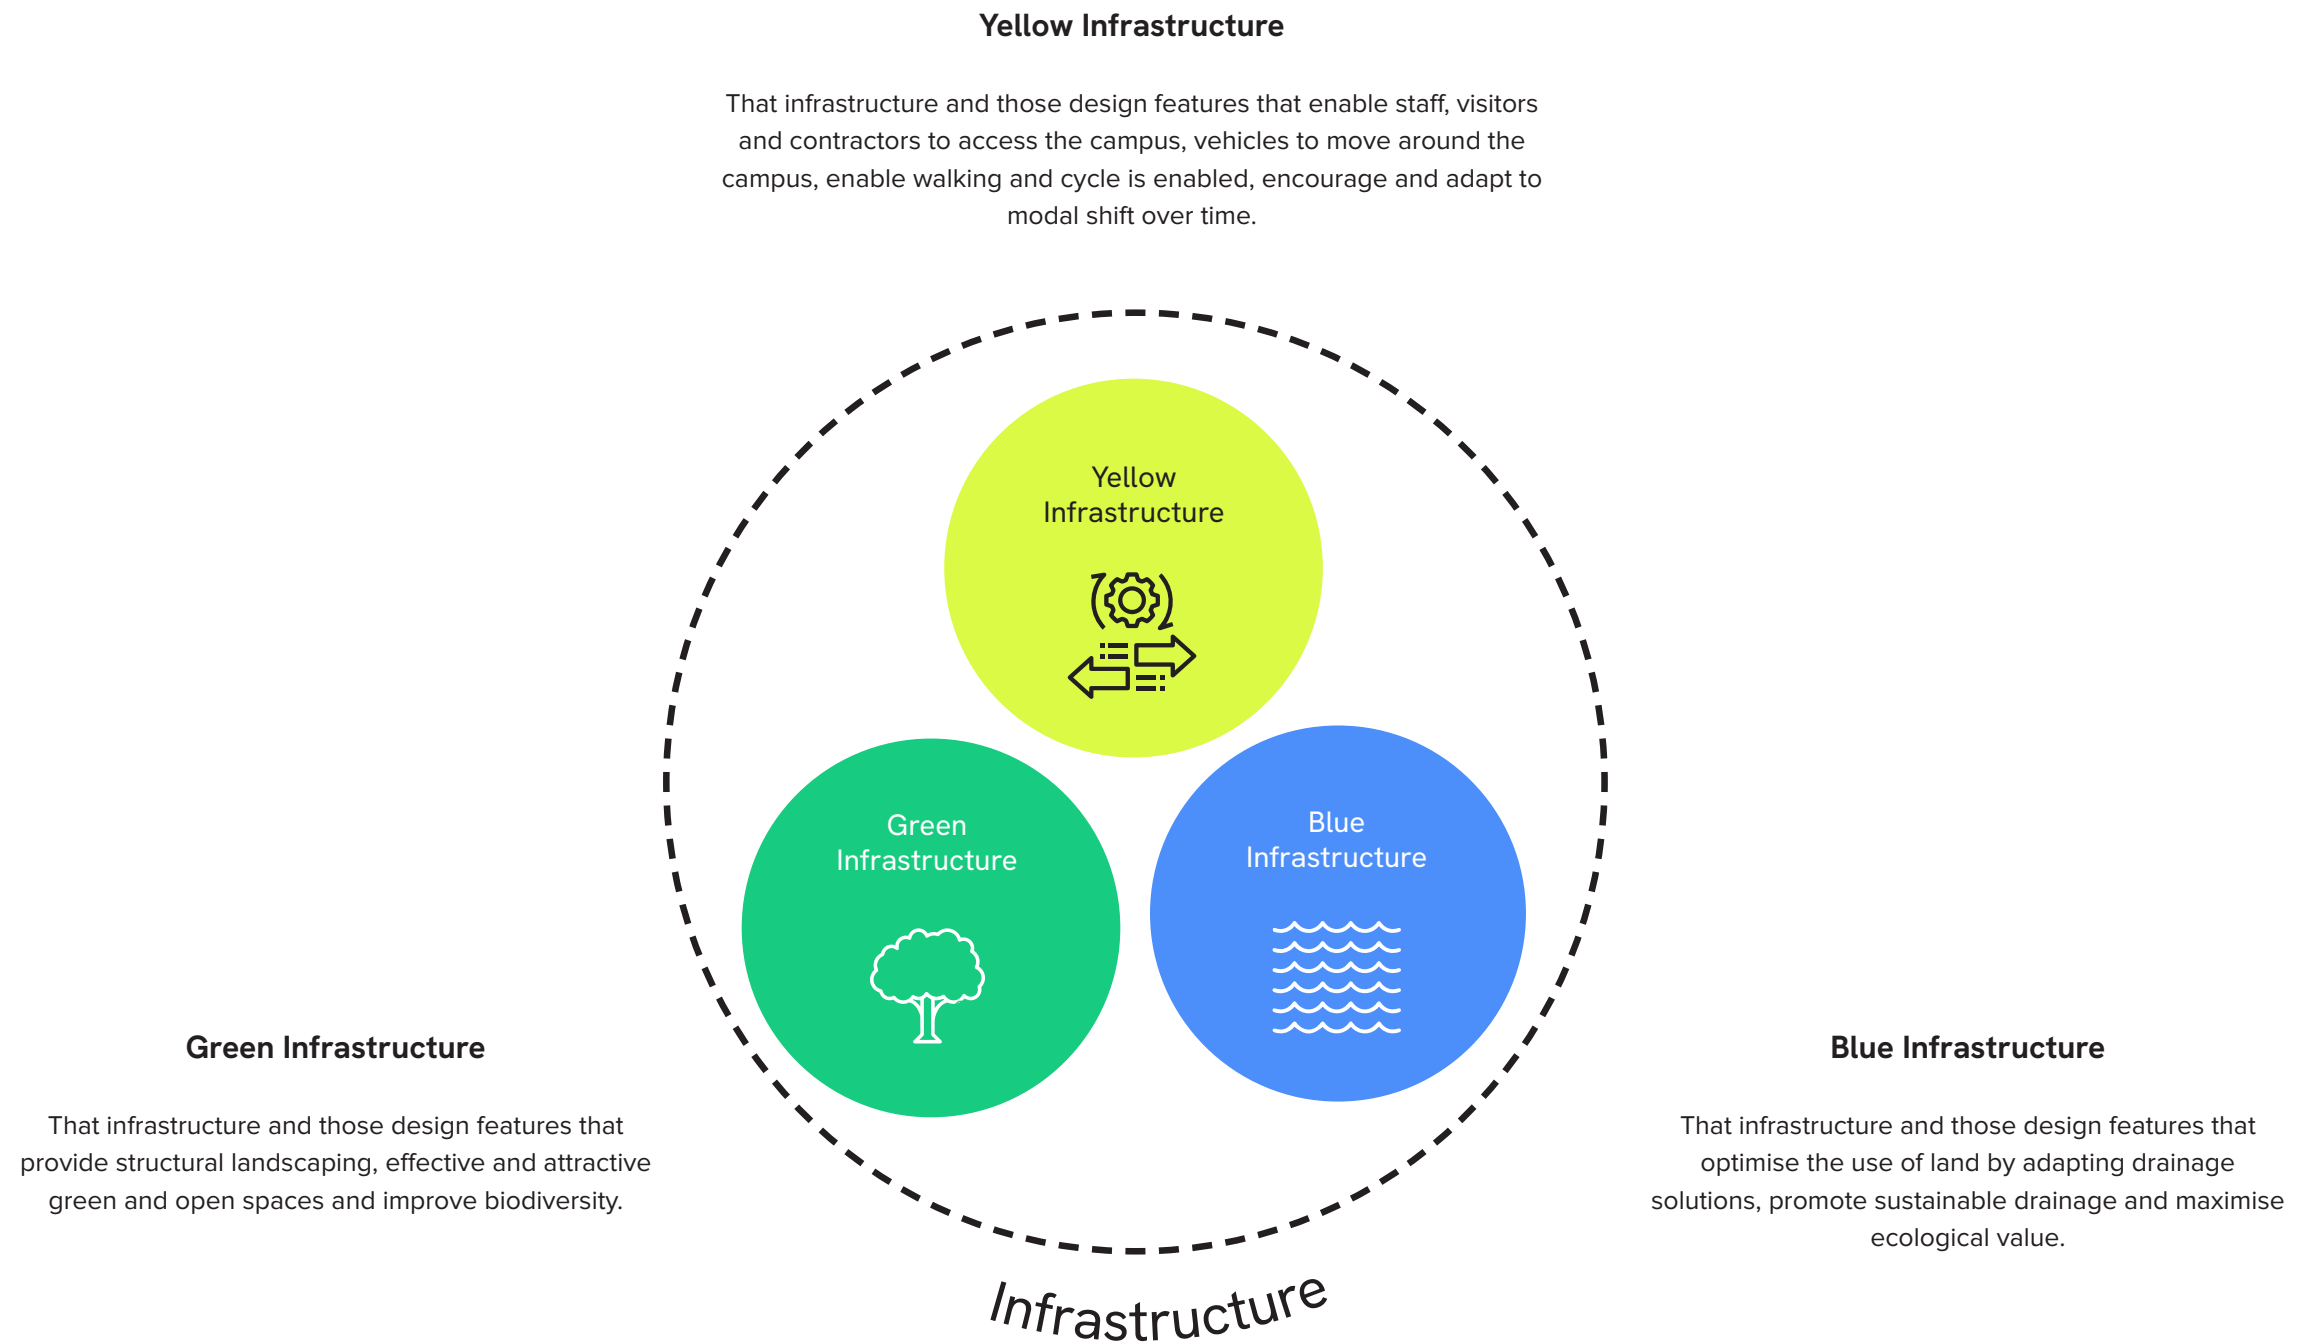 Yellow Infrastructure
That infrastructure and those design features that enable staff, visitors
and contractors to access the campus, vehicles to move around the
campus, enable walking and cycle is enabled, encourage and adapt to
modal shift over time.
Yellow
Infrastructure
Green
Infrastructure
Blue
Infrastructure
Green Infrastructure
That infrastructure and those design features that
provide structural landscaping, effective and attractive
green and open spaces and improve biodiversity.
Blue Infrastructure
That infrastructure and those design features that
optimise the use of land by adapting drainage
solutions, promote sustainable drainage and maximise
ecological value.
Infrastructure